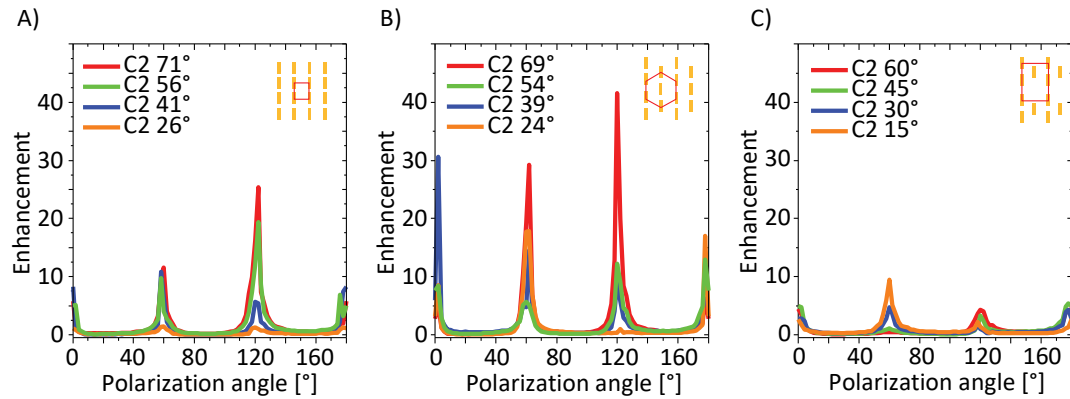 A)
Enhancement
40
30
20
10
0
C2 71°
C2 56°
C2 41°
C2 26°
0
40
80
120
160
Polarization angle [°]
B)
Enhancement
40
30
20
10
0
C2 69°
C2 54°
C2 39°
C2 24°
0
40
80
120
160
Polarization angle [°]
C)
Enhancement
40
30
20
10
0
C2 60°
C2 45°
C2 30°
C2 15°
0
40
80
120
160
Polarization angle [°]